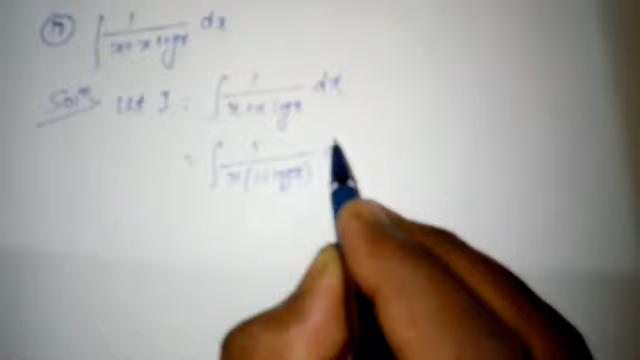 7 ∫ 1/(x + x log x) dx
Solⁿ Let I = ∫ 1/(x + x log x) dx
= ∫ 1/(x(1 + log x))